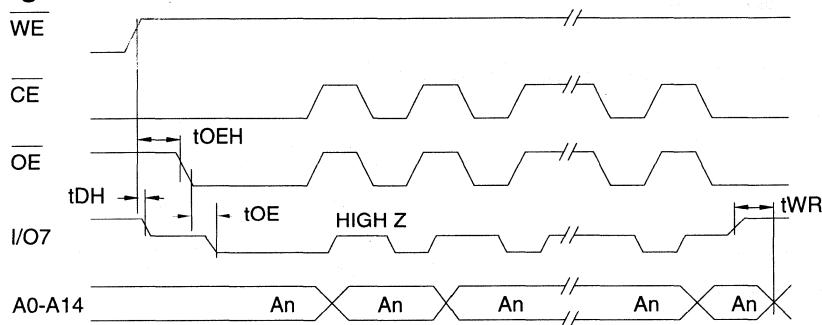 WE
CE
tOEH
OE
tDH
tOE
tWR
HIGH Z
I/O7
A0-A14 An An An An An